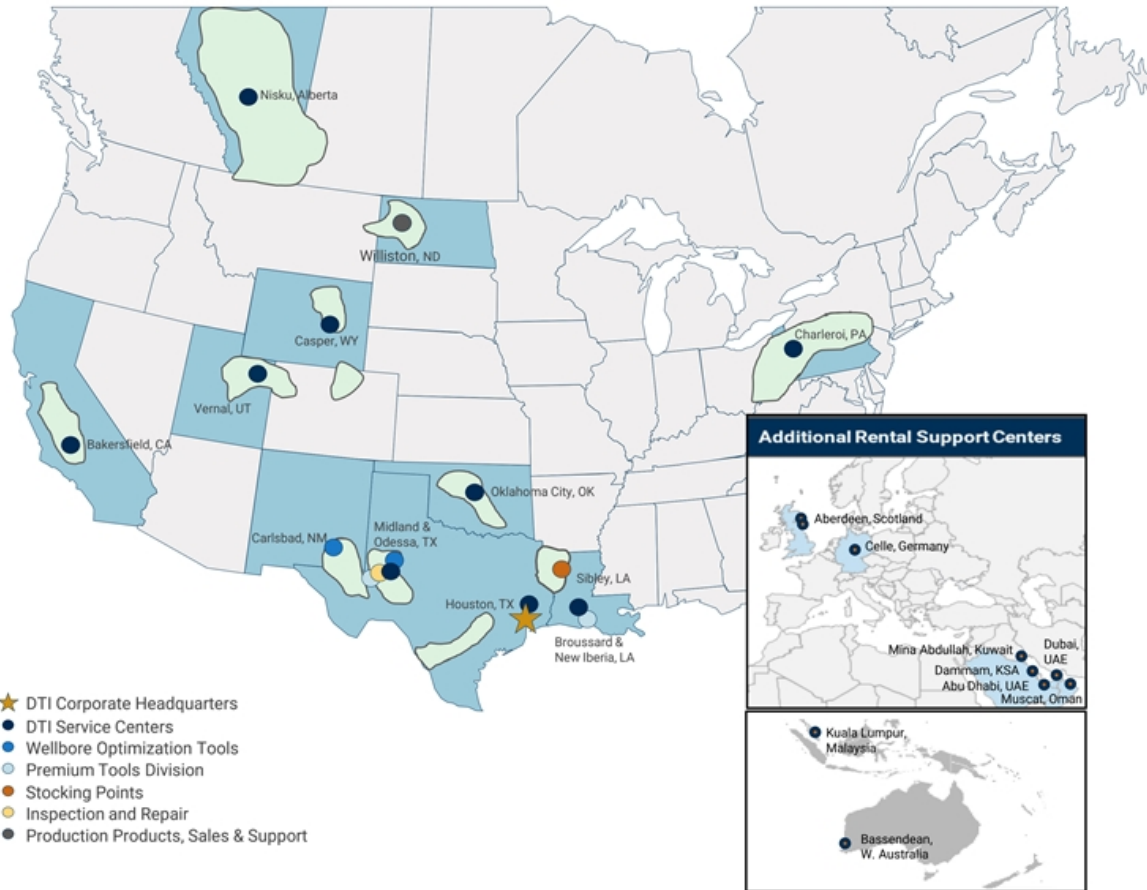 Nisku, Alberta
Williston, ND
Casper, WY
Charleroi, PA
Vernal, UT
Bakersfield, CA
Oklahoma City, OK
Carlsbad, NM
Midland &
Odessa, TX
Sibley, LA
Houston, TX
Broussard &
New Iberia, LA
DTI Corporate Headquarters
DTI Service Centers
Wellbore Optimization Tools
Premium Tools Division
Stocking Points
Inspection and Repair
Production Products, Sales & Support
Additional Rental Support Centers
Aberdeen, Scotland
Celle, Germany
Mina Abdullah, Kuwait
Dubai,
UAE
Dammam, KSA
Abu Dhabi, UAE
Muscat, Oman
Kuala Lumpur,
Malaysia
Bassendean,
W. Australia